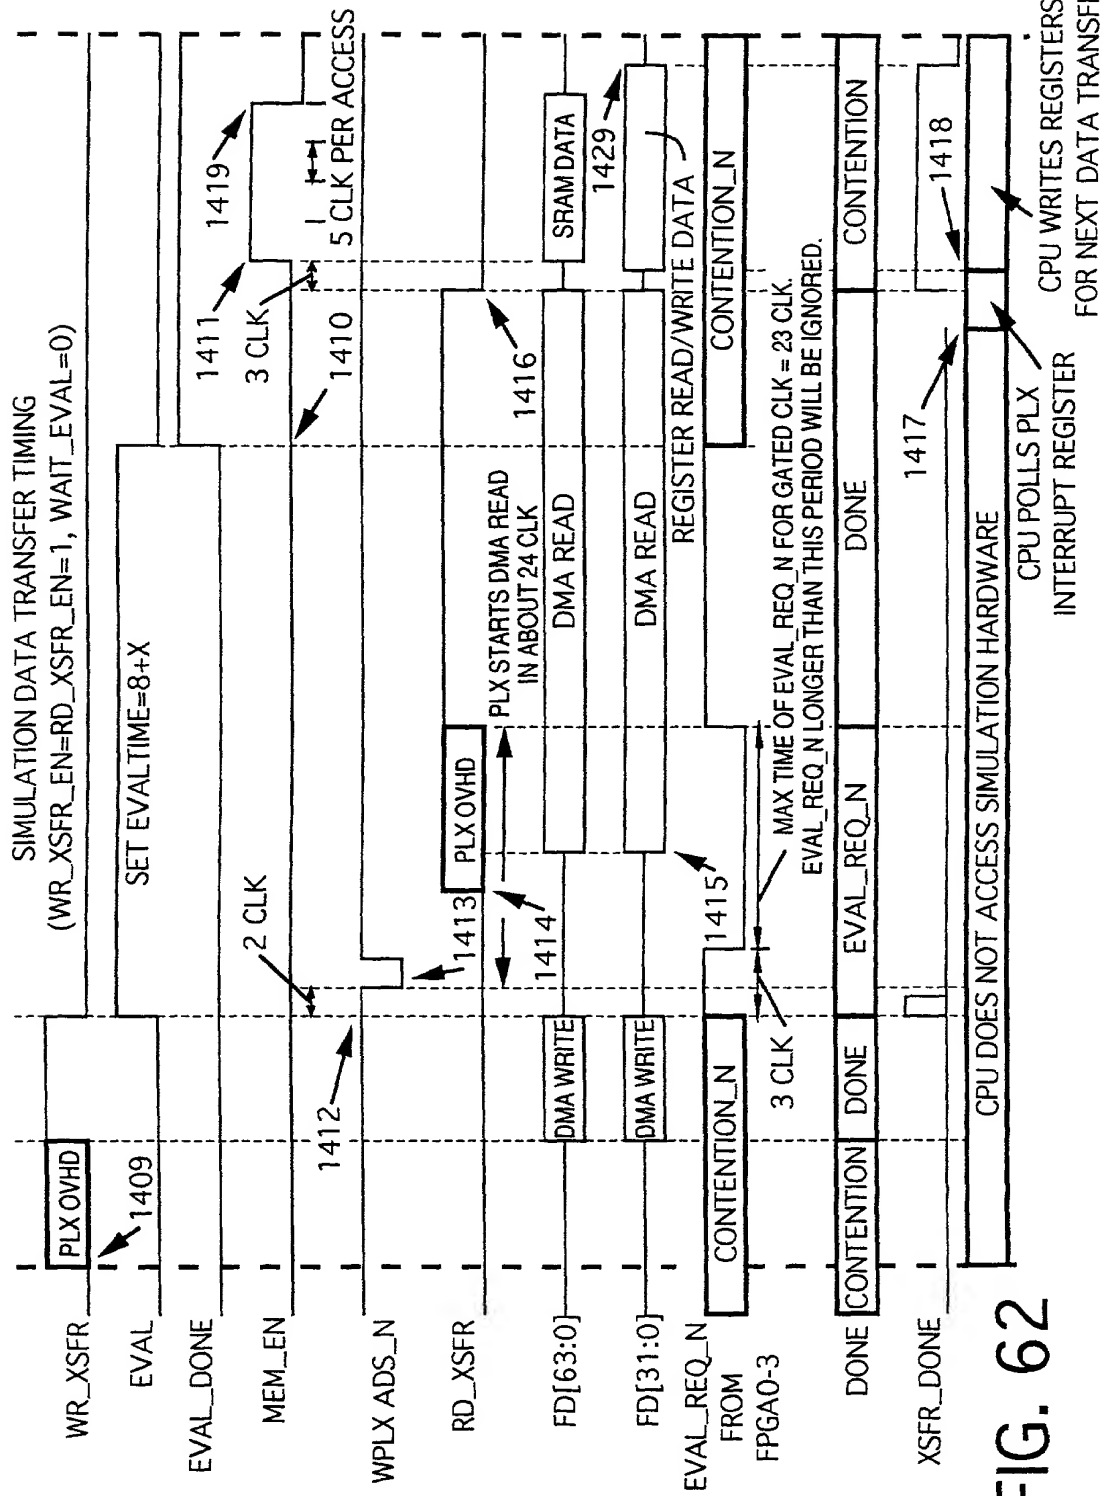 SIMULATION DATA TRANSFER TIMING
(WR_XSFR_EN=RD_XSFR_EN=1, WAIT_EVAL=0)
WR_XSFR
PLX OVHD
1409
EVAL
SET EVALTIME=8+X
EVAL_DONE
2 CLK
1411
1419
3 CLK
MEM_EN
1410
5 CLK PER ACCESS
1412
WPLX ADS_N
1413
RD_XSFR
PLX OVHD
1414
1416
PLX STARTS DMA READ
IN ABOUT 24 CLK
FD[63:0]
DMA WRITE
DMA READ
SRAM DATA
1429
FD[31:0]
DMA WRITE
DMA READ
1415
REGISTER READ/WRITE DATA
EVAL_REQ_N
FROM
FPGA0-3
CONTENTION_N
CONTENTION_N
3 CLK
MAX TIME OF EVAL_REQ_N FOR GATED CLK = 23 CLK.
EVAL_REQ_N LONGER THAN THIS PERIOD WILL BE IGNORED.
DONE
CONTENTION
DONE
EVAL_REQ_N
DONE
CONTENTION
XSFR_DONE
1417
1418
CPU DOES NOT ACCESS SIMULATION HARDWARE
CPU POLLS PLX
INTERRUPT REGISTER
CPU WRITES REGISTERS
FOR NEXT DATA TRANSFE
FIG. 62